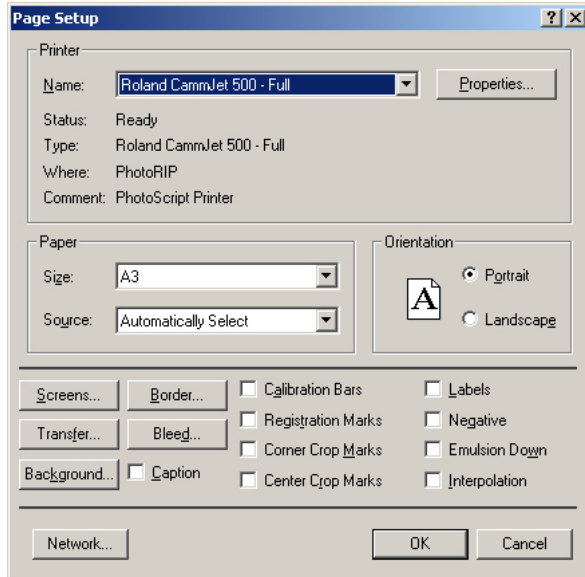 Page Setup
Printer
Name: Roland CammJet 500 - Full Properties...
Status: Ready
Type: Roland CammJet 500 - Full
Where: PhotoRIP
Comment: PhotoScript Printer
Paper Orientation
Size: A3 Portrait
A
Source: Automatically Select Landscape
Screens... Border... Calibration Bars Labels
Transfer... Bleed... Registration Marks Negative
Corner Crop Marks Emulsion Down
Background... Caption Center Crop Marks Interpolation
Network... OK Cancel